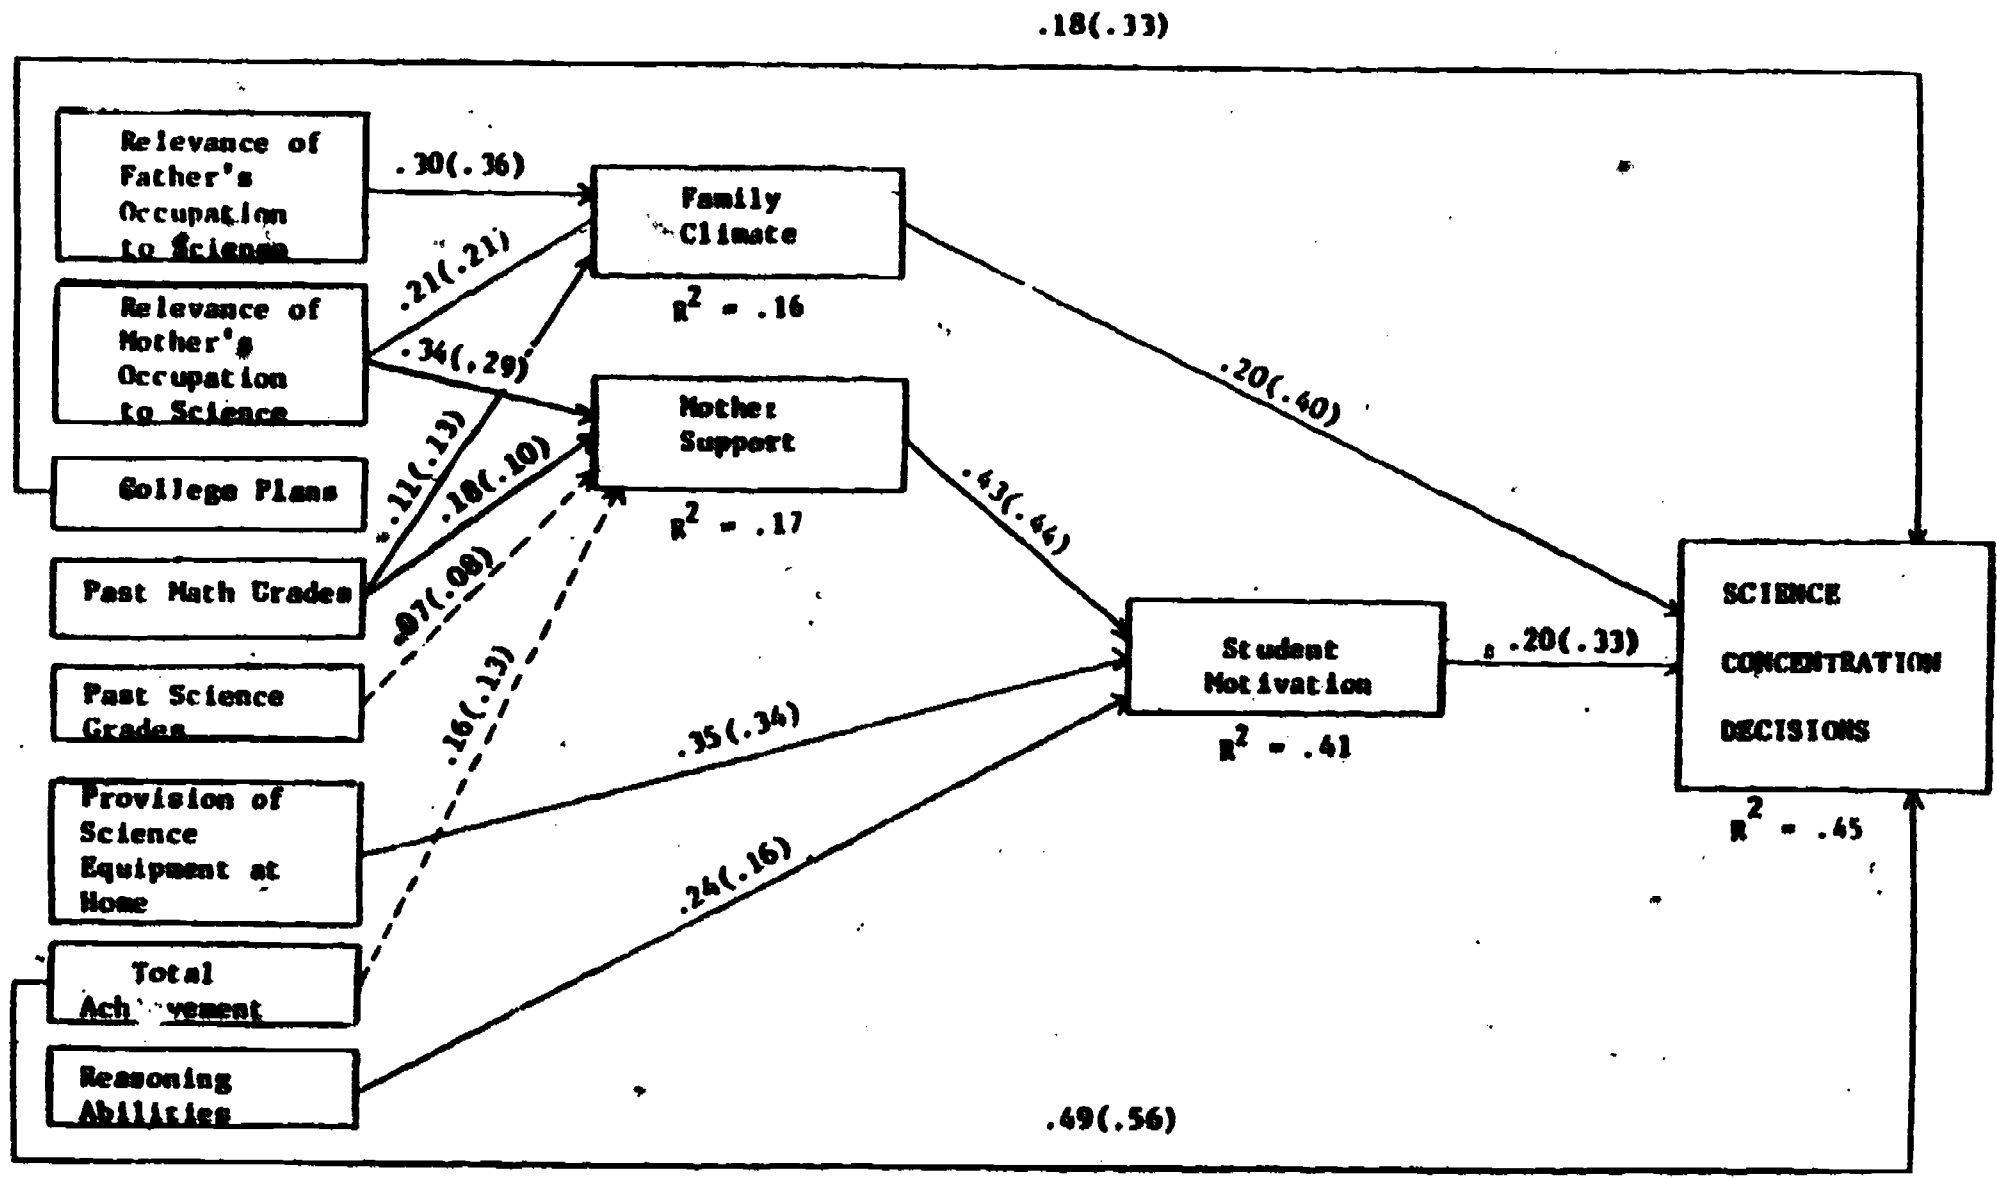 .18(.33)
Relevance of
Father's
Occupation
to Science
.30(.36)
Family
Climate
R2 = .16
.21(.21)
Relevance of
Mother's
Occupation
to Science
.34(.29)
Mother
Support
R2 = .17
.20(.40)
College Plans
.11(.13)
.18(.10)
.43(.44)
Past Math Grades
.07(.08)
Past Science
Grades
.16(.13)
Student
Motivation
R2 = .41
.20(.33)
SCIENCE
CONCENTRATION
DECISIONS
R2 = .45
.35(.34)
Provision of
Science
Equipment at
Home
.24(.16)
Total
Reasoning
Abilities
.49(.56)